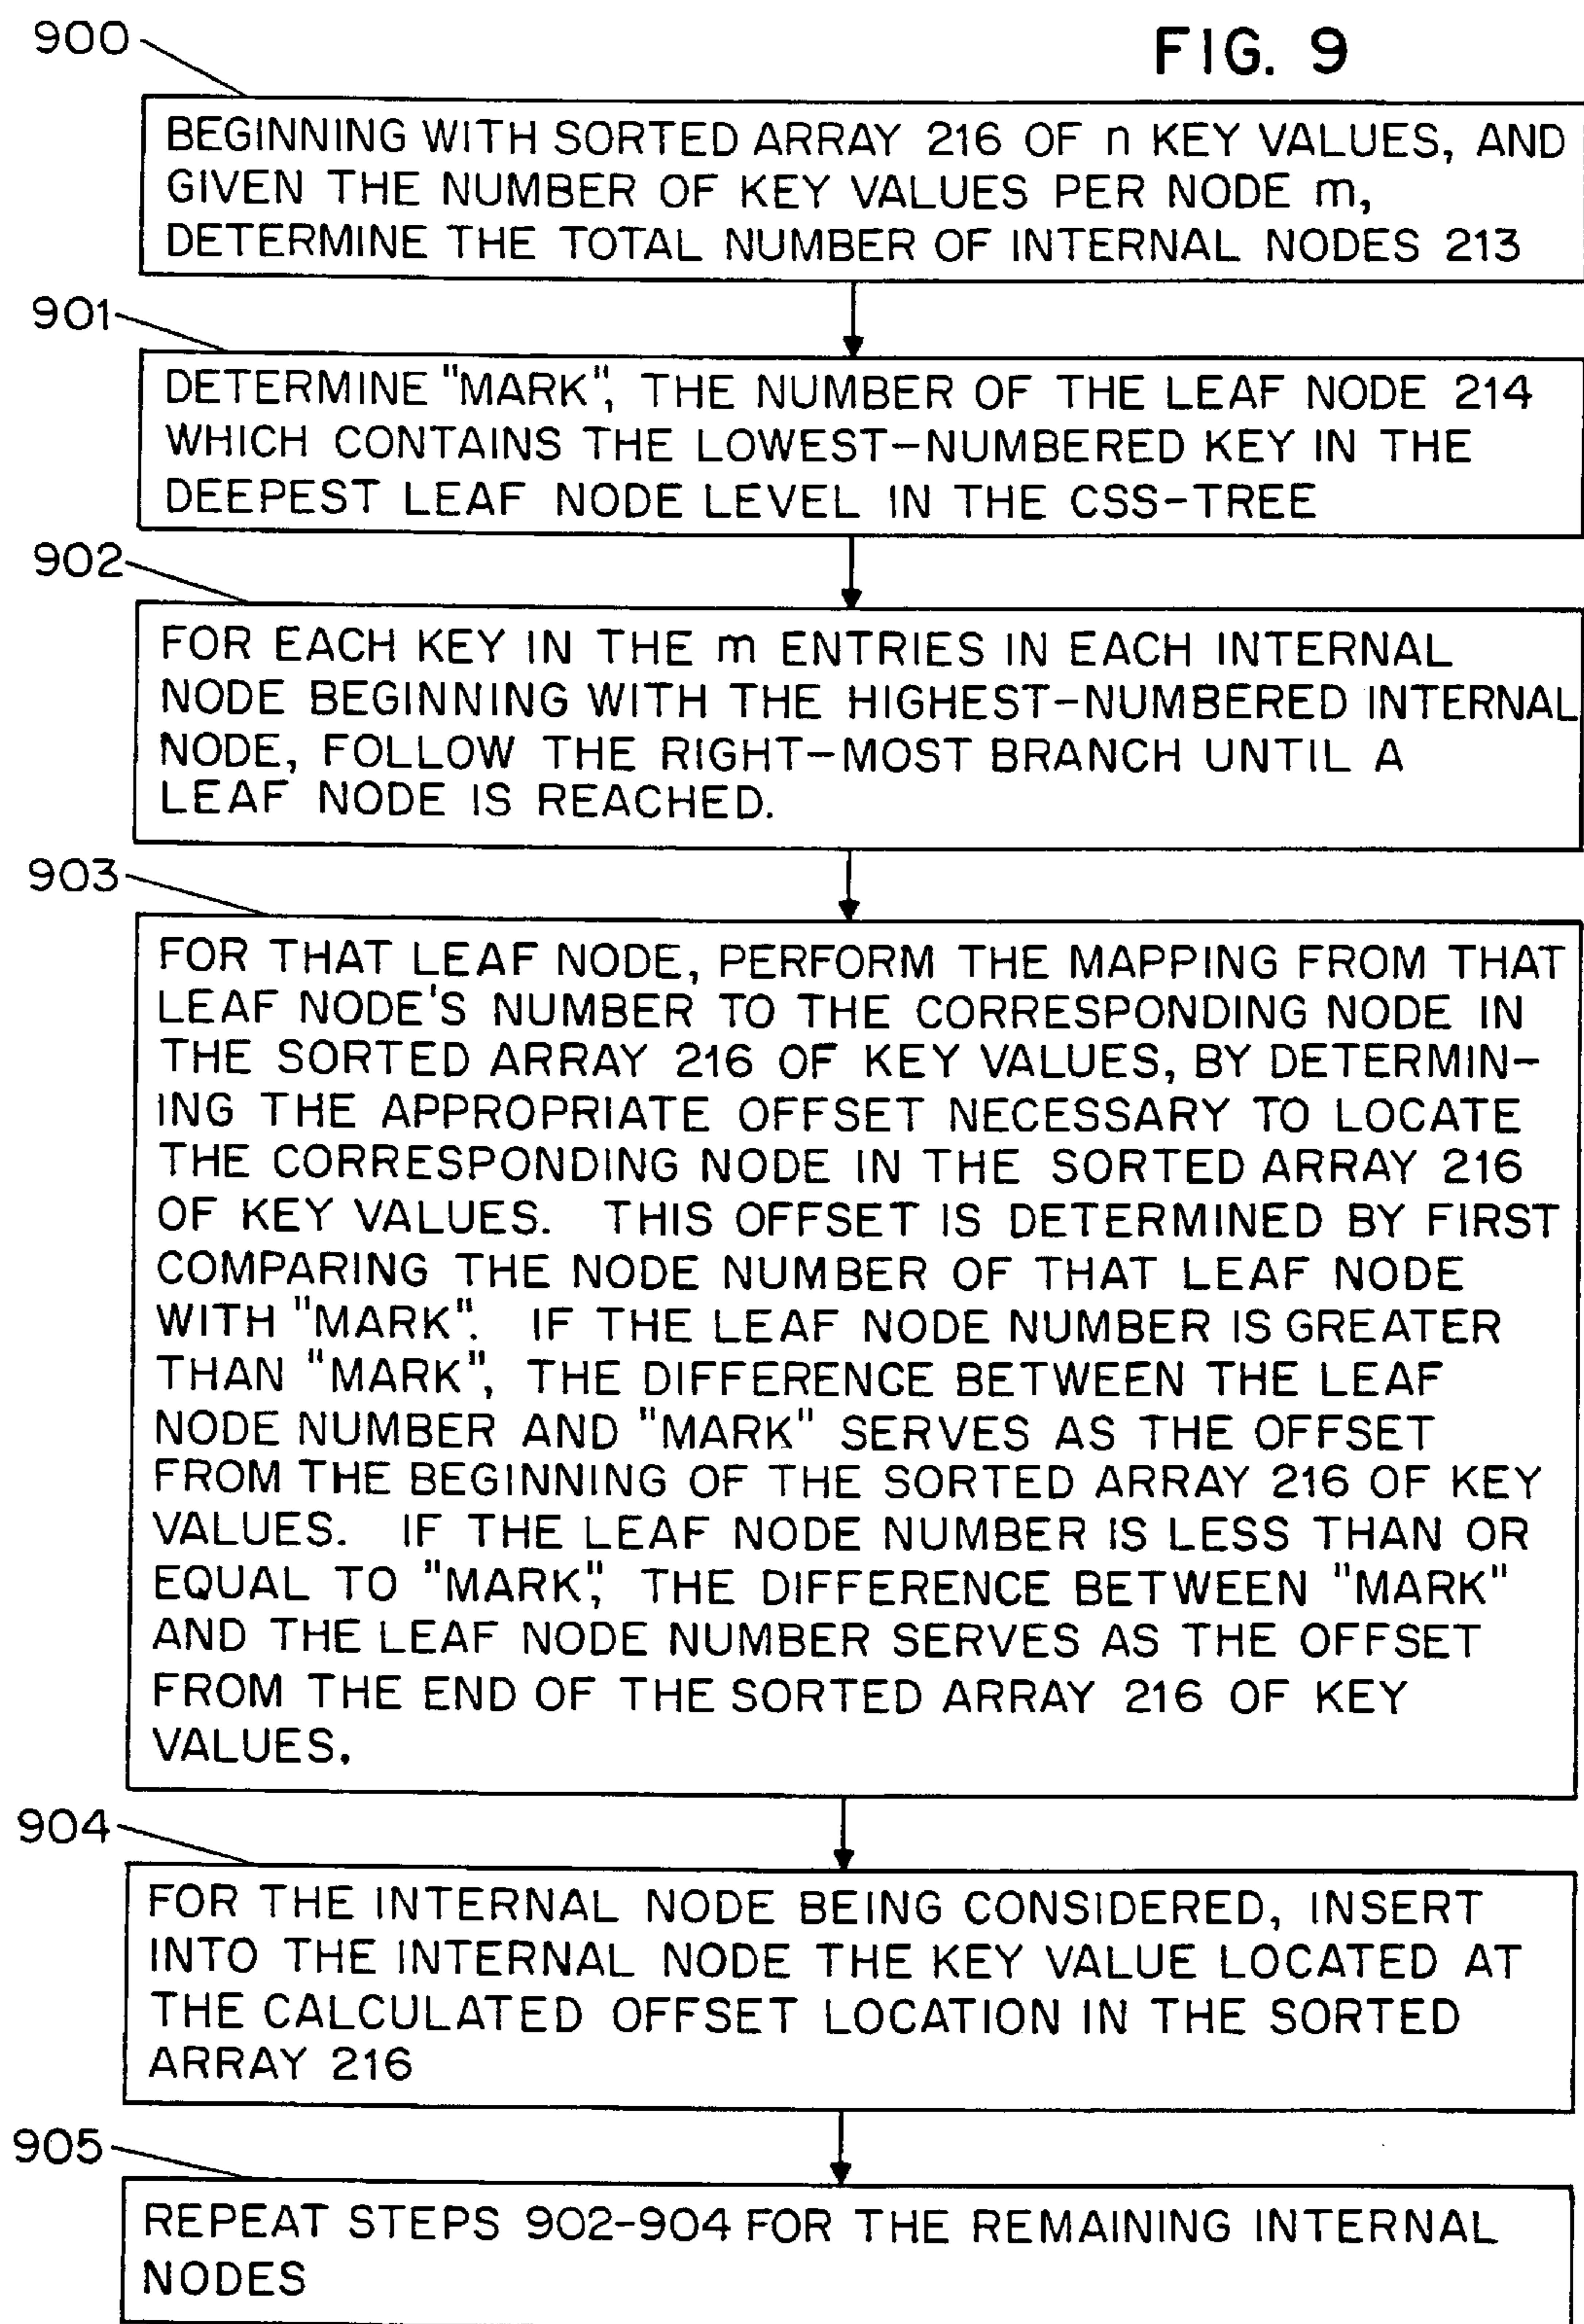 900
FIG. 9
BEGINNING WITH SORTED ARRAY 216 OF n KEY VALUES, AND
GIVEN THE NUMBER OF KEY VALUES PER NODE m,
DETERMINE THE TOTAL NUMBER OF INTERNAL NODES 213
901
DETERMINE "MARK", THE NUMBER OF THE LEAF NODE 214
WHICH CONTAINS THE LOWEST-NUMBERED KEY IN THE
DEEPEST LEAF NODE LEVEL IN THE CSS-TREE
902
FOR EACH KEY IN THE m ENTRIES IN EACH INTERNAL
NODE BEGINNING WITH THE HIGHEST-NUMBERED INTERNAL
NODE, FOLLOW THE RIGHT-MOST BRANCH UNTIL A
LEAF NODE IS REACHED.
903
FOR THAT LEAF NODE, PERFORM THE MAPPING FROM THAT
LEAF NODE'S NUMBER TO THE CORRESPONDING NODE IN
THE SORTED ARRAY 216 OF KEY VALUES, BY DETERMIN-
ING THE APPROPRIATE OFFSET NECESSARY TO LOCATE
THE CORRESPONDING NODE IN THE SORTED ARRAY 216
OF KEY VALUES. THIS OFFSET IS DETERMINED BY FIRST
COMPARING THE NODE NUMBER OF THAT LEAF NODE
WITH "MARK". IF THE LEAF NODE NUMBER IS GREATER
THAN "MARK", THE DIFFERENCE BETWEEN THE LEAF
NODE NUMBER AND "MARK" SERVES AS THE OFFSET
FROM THE BEGINNING OF THE SORTED ARRAY 216 OF KEY
VALUES. IF THE LEAF NODE NUMBER IS LESS THAN OR
EQUAL TO "MARK", THE DIFFERENCE BETWEEN "MARK"
AND THE LEAF NODE NUMBER SERVES AS THE OFFSET
FROM THE END OF THE SORTED ARRAY 216 OF KEY
VALUES.
904
FOR THE INTERNAL NODE BEING CONSIDERED, INSERT
INTO THE INTERNAL NODE THE KEY VALUE LOCATED AT
THE CALCULATED OFFSET LOCATION IN THE SORTED
ARRAY 216
905
REPEAT STEPS 902-904 FOR THE REMAINING INTERNAL
NODES